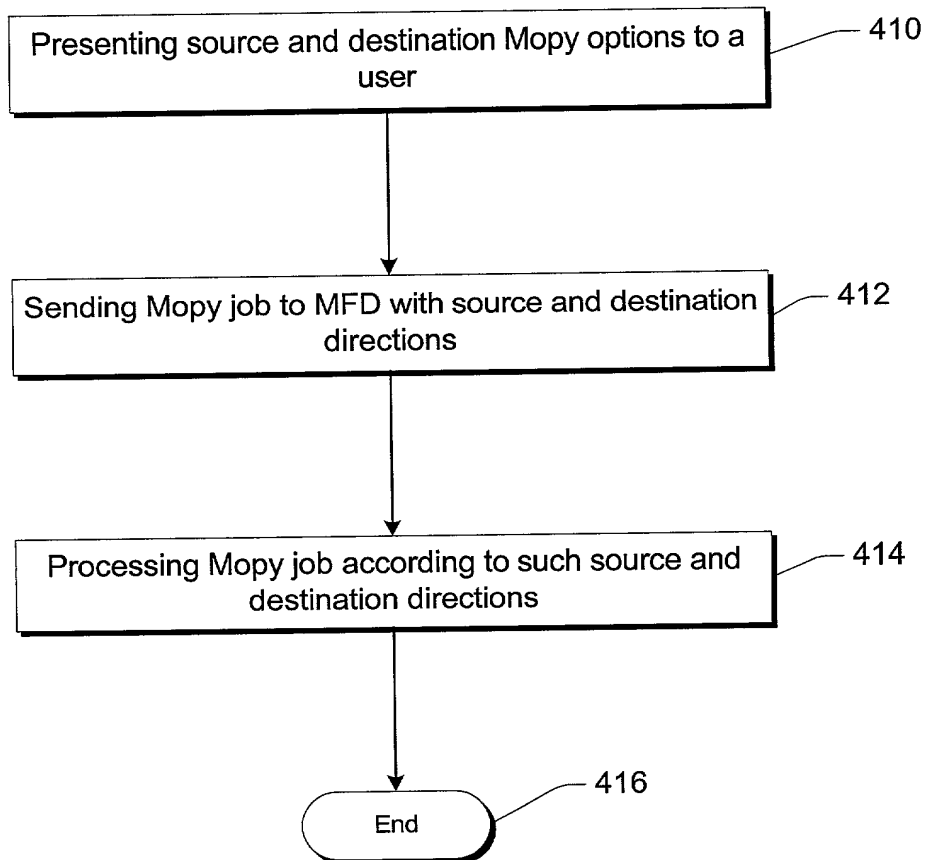 Presenting source and destination Mopy options to a
user
410
Sending Mopy job to MFD with source and destination
directions
412
Processing Mopy job according to such source and
destination directions
414
End
416